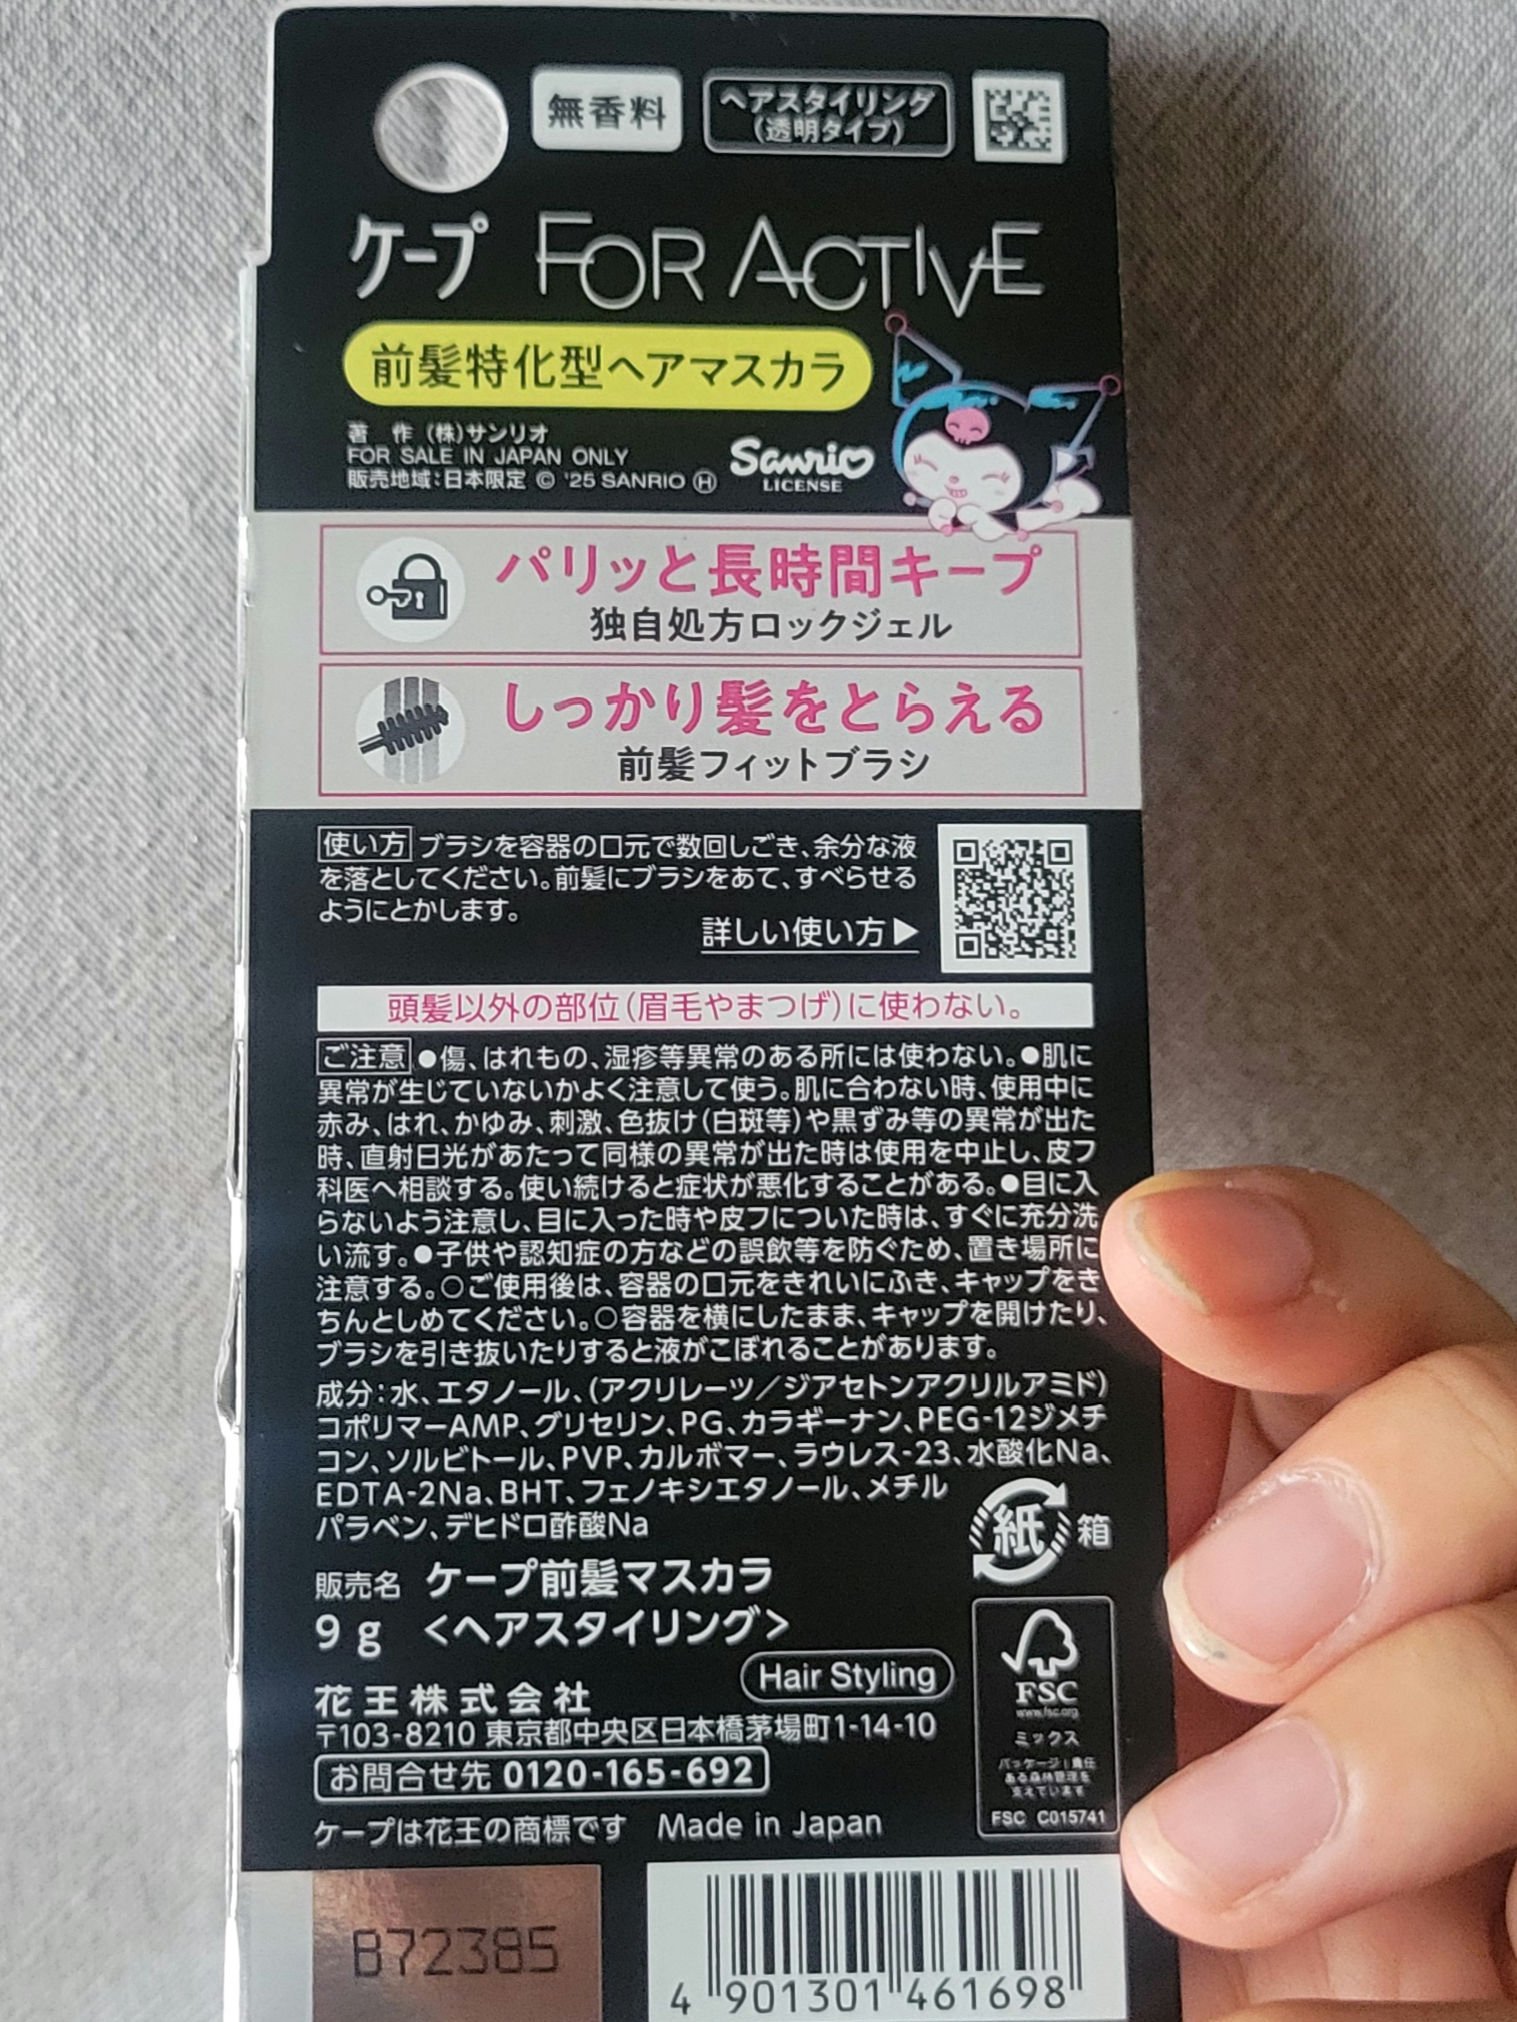 無香料
ヘアスタイリング
(透明タイプ)
ケープ FOR ACTIVE
前髪特化型ヘアマスカラ
著 作 (株)サンリオ
FOR SALE IN JAPAN ONLY
販売地域:日本限定 © '25 SANRIO Ⓗ
Sanrio
LICENSE
パリッと長時間キープ
独自処方ロックジェル
しっかり髪をとらえる
前髪フィットブラシ
使い方 ブラシを容器の口元で数回しごき、余分な液
を落としてください。前髪にブラシをあて、すべらせる
ようにとかします。
詳しい使い方▶
頭髪以外の部位(眉毛やまつげ)に使わない。
ご注意 ●傷、はれもの、湿疹等異常のある所には使わない。●肌に
異常が生じていないかよく注意して使う。肌に合わない時、使用中に
赤み、はれ、かゆみ、刺激、色抜け(白斑等)や黒ずみ等の異常が出た
時、直射日光があたって同様の異常が出た時は使用を中止し、皮フ
科医へ相談する。使い続けると症状が悪化することがある。●目に入
らないよう注意し、目に入った時や皮フについた時は、すぐに充分洗
い流す。●子供や認知症の方などの誤飲等を防ぐため、置き場所に
注意する。○ご使用後は、容器の口元をきれいにふき、キャップをき
ちんとしめてください。○容器を横にしたまま、キャップを開けたり、
ブラシを引き抜いたりすると液がこぼれることがあります。
成分:水、エタノール、(アクリレーツ/ジアセトンアクリルアミド)
コポリマーAMP、グリセリン、PG、カラギーナン、PEG-12ジメチ
コン、ソルビトール、PVP、カルボマー、ラウレス-23、水酸化Na、
EDTA-2Na、BHT、フェノキシエタノール、メチル
パラベン、デヒドロ酢酸Na
紙 箱
販売名 ケープ前髪マスカラ
9g <ヘアスタイリング>
Hair Styling
花王株式会社
〒103-8210 東京都中央区日本橋茅場町1-14-10
お問合せ先 0120-165-692
ケープは花王の商標です Made in Japan
FSC
www.fsc.org
ミックス
パッケージ|責任
ある森林管理を
支えています
FSC C015741
B72385
4 901301 461698